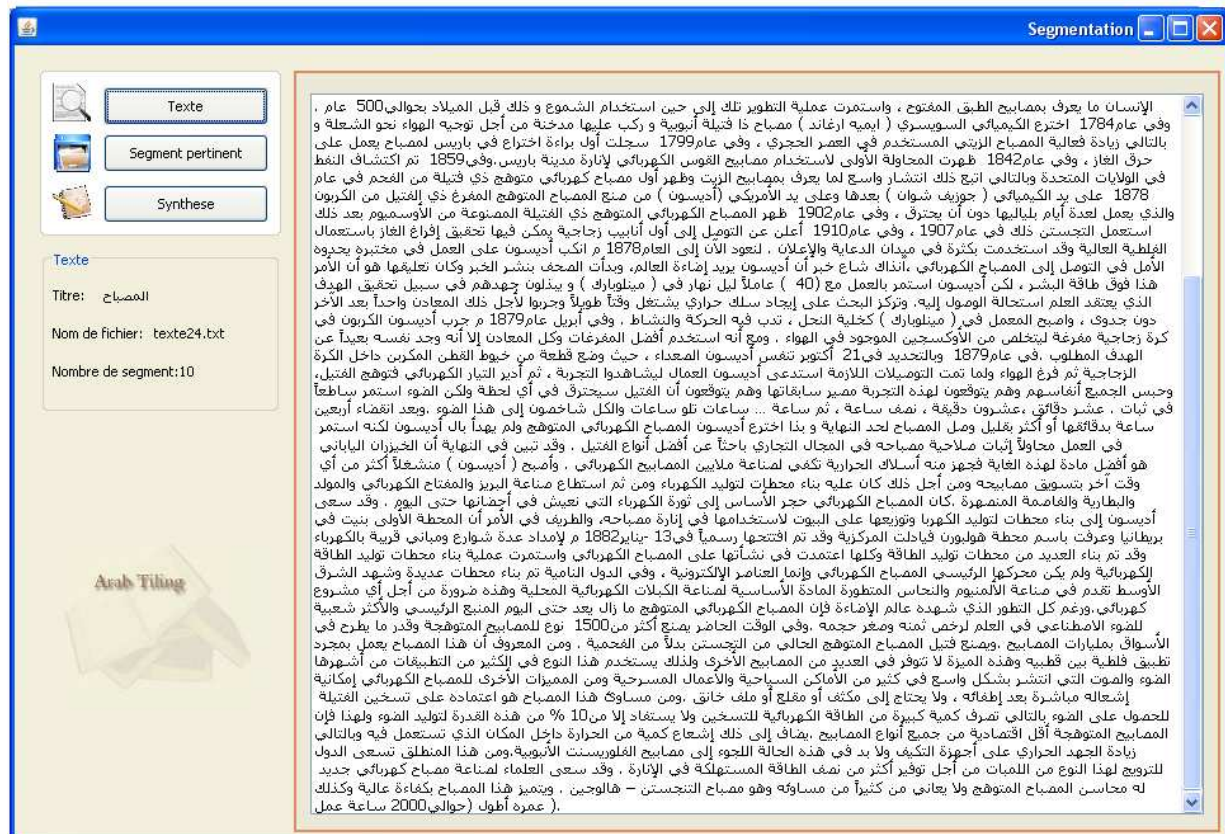 Segmentation
Texte
Segment pertinent
Synthese
Texte
Titre: المصباح
Nom de fichier: texte24.txt
Nombre de segment:10
Arab Tiling
الإنسان ما يعرف بمصابيح الطبق المفتوح ، واستمرت عملية التطوير تلك إلى حين استخدام الشموع و ذلك قبل الميلاد بحوالي500 عام .
وفي عام1784 اخترع الكيميائي السويسري ( ايميه ارغاند ) مصباح ذا فتيلة أنبوبية و ركب عليها مدخنة من أجل توجيه الهواء نحو الشعلة و
بالتالي زيادة فعالية المصباح الزيتي المستخدم في العصر الحجري ، وفي عام1799 سجلت أول براءة اختراع في باريس لمصباح يعمل على
حرق الغاز ، وفي عام1842 ظهرت المحاولة الأولى لاستخدام مصابيح القوس الكهربائي لإنارة مدينة باريس.وفي1859 تم اكتشاف النفط
في الولايات المتحدة وبالتالي اتبع ذلك انتشار واسع لما يعرف بمصابيح الزيت وظهر أول مصباح كهربائي متوهج ذي فتيلة من الفحم في عام
1878 على يد الكيميائي ( جوزيف شوان ) بعدها وعلى يد الأمريكي (أديسون ) من صنع المصباح المتوهج المفرغ ذي الفتيل من الكربون
والذي يعمل لعدة أيام بلياليها دون أن يحترق ، وفي عام1902 ظهر المصباح الكهربائي المتوهج ذي الفتيلة المصنوعة من الأوسميوم بعد ذلك
استعمل التجستن ذلك في عام1907 ، وفي عام1910 أعلن عن التوصل إلى أول أنابيب زجاجية يمكن فيها تحقيق إفراغ الغاز باستعمال
الفلطية العالية وقد استخدمت بكثرة في ميدان الدعاية والإعلان . لنعود الآن إلى العام1878 م انكب أديسون على العمل في مختبره يحدوه
الأمل في التوصل إلى المصباح الكهربائي ،آنذاك شاع خبر أن أديسون يريد إضاءة العالم، وبدأت الصحف بنشر الخبر وكان تعليقها هو أن الأمر
هذا فوق طاقة البشر ، لكن أديسون استمر بالعمل مع (40 ) عاملاً ليل نهار في ( مينلوبارك ) و يبذلون جهدهم في سبيل تحقيق الهدف
الذي يعتقد العلم استحالة الوصول إليه. وتركز البحث على إيجاد سلك حراري يشتغل وقتاً طويلاً وجربوا لأجل ذلك المعادن واحداً بعد الآخر
دون جدوى ، واصبح المعمل في ( مينلوبارك ) كخلية النحل ، تدب فيه الحركة والنشاط . وفي أبريل عام1879 م جرب أديسون الكربون في
كرة زجاجية مفرغة ليتخلص من الأوكسجين الموجود في الهواء . ومع أنه استخدم أفضل المفرغات وكل المعادن إلا أنه وجد نفسه بعيداً عن
الهدف المطلوب .في عام1879 وبالتحديد في21 أكتوبر تنفس أديسون الصعداء ، حيث وضع قطعة من خيوط القطن المكربن داخل الكرة
الزجاجية ثم فرغ الهواء ولما تمت التوصيلات اللازمة استدعى أديسون العمال ليشاهدوا التجربة ، ثم أدير التيار الكهربائي فتوهج الفتيل،
وحبس الجميع أنفاسهم وهم يتوقعون لهذه التجربة مصير سابقاتها وهم يتوقعون أن الفتيل سيحترق في أي لحظة ولكن الضوء استمر ساطعاً
في ثبات . عشر دقائق ،عشرون دقيقة ، نصف ساعة ، ثم ساعة ... ساعات تلو ساعات والكل شاخصون إلى هذا الضوء .وبعد انقضاء أربعين
ساعة بدقائقها أو أكثر بقليل وصل المصباح لحد النهاية و بذا اخترع أديسون المصباح الكهربائي المتوهج ولم يهدأ بال أديسون لكنه استمر
في العمل محاولاً إثبات صلاحية مصباحه في المجال التجاري باحثاً عن أفضل أنواع الفتيل . وقد تبين في النهاية أن الخيزران الياباني
هو أفضل مادة لهذه الغاية فجهز منه أسلاك الحرارية تكفي لصناعة ملايين المصابيح الكهربائي . وأصبح ( أديسون ) منشغلاً أكثر من أي
وقت آخر بتسويق مصابيحه ومن أجل ذلك كان عليه بناء محطات لتوليد الكهرباء ومن ثم استطاع صناعة البريز والمفتاح الكهربائي والمولد
والبطارية والفاصمة المنصهرة .كان المصباح الكهربائي حجر الأساس إلى ثورة الكهرباء التي نعيش في أحضانها حتى اليوم . وقد سعى
أديسون إلى بناء محطات لتوليد الكهربا وتوزيعها على البيوت لاستخدامها في إنارة مصباحه، والطريف في الأمر أن المحطة الأولى بنيت في
بريطانيا وعرفت باسم محطة هولبورن فيادلت المركزية وقد تم افتتحها رسمياً في13 -يناير1882 م لإمداد عدة شوارع ومباني قريبة بالكهرباء
وقد تم بناء العديد من محطات توليد الطاقة وكلها اعتمدت في نشأتها على المصباح الكهربائي واستمرت عملية بناء محطات توليد الطاقة
الكهربائية ولم يكن محركها الرئيسي المصباح الكهربائي وإنما العناصر الإلكترونية ، وفي الدول النامية تم بناء محطات عديدة وشهد الشرق
الأوسط تقدم في صناعة الألمنيوم والنحاس المتطورة المادة الأساسية لصناعة الكبلات الكهربائية المحلية وهذه ضرورة من أجل أي مشروع
كهربائي.ورغم كل التطور الذي شهده عالم الإضاءة فإن المصباح الكهربائي المتوهج ما زال يعد حتى اليوم المنبع الرئيسي والأكثر شعبية
للضوء الاصطناعي في العلم لرخص ثمنه وصغر حجمه .وفي الوقت الحاضر يصنع أكثر من1500 نوع للمصابيح المتوهجة وقدر ما يطرح في
الأسواق بمليارات المصابيح .ويصنع فتيل المصباح المتوهج الحالي من التجستن بدلاً من الفحمية . ومن المعروف أن هذا المصباح يعمل بمجرد
تطبيق فلطية بين قطبيه وهذه الميزة لا تتوفر في العديد من المصابيح الأخرى ولذلك يستخدم هذا النوع في الكثير من التطبيقات من أشهرها
الضوء والصوت التي انتشر بشكل واسع في كثير من الأماكن السياحية والأعمال المسرحية ومن المميزات الأخرى للمصباح الكهربائي إمكانية
إشعاله مباشرة بعد إطفائه ، ولا يحتاج إلى مكثف أو مقلع أو ملف خانق .ومن مساوئ هذا المصباح هو اعتماده على تسخين الفتيلة
للحصول على الضوء بالتالي تصرف كمية كبيرة من الطاقة الكهربائية للتسخين ولا يستفاد إلا من10 % من هذه القدرة لتوليد الضوء ولهذا فإن
المصابيح المتوهجة أقل اقتصادية من جميع أنواع المصابيح .يضاف إلى ذلك إشعاع كمية من الحرارة داخل المكان الذي تستعمل فيه وبالتالي
زيادة الجهد الحراري على أجهزة التكيف ولا بد في هذه الحالة اللجوء إلى مصابيح الفلوريسنت الأنبوبية.ومن هذا المنطلق تسعى الدول
للترويج لهذا النوع من اللمبات من أجل توفير أكثر من نصف الطاقة المستهلكة في الإنارة . وقد سعى العلماء لصناعة مصباح كهربائي جديد
له محاسن المصباح المتوهج ولا يعاني من كثيراً من مساوئه وهو مصباح التنجستن – هالوجين . ويتميز هذا المصباح بكفاءة عالية وكذلك
.( عمره أطول (حوالي2000 ساعة عمل